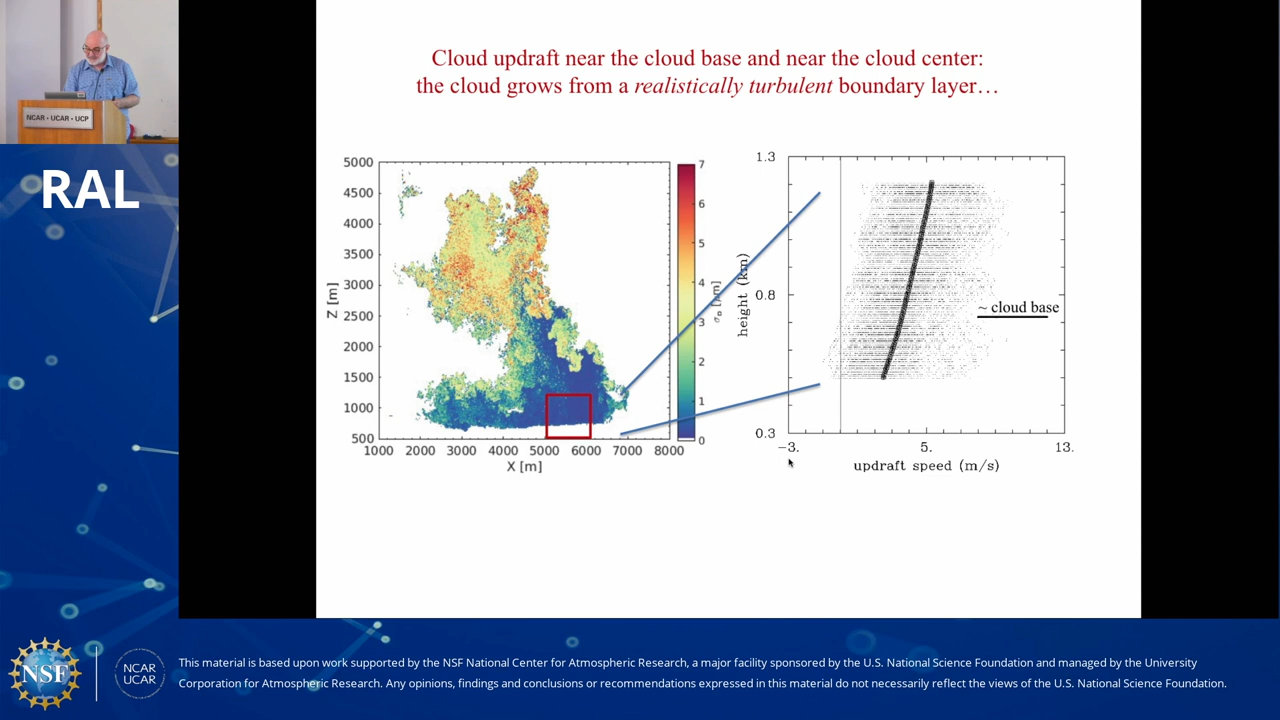 NCAR • UCAR • UCP
RAL
Cloud updraft near the cloud base and near the cloud center:
the cloud grows from a realistically turbulent boundary layer…
5000
4500
4000
3500
3000
2500
2000
1500
1000
500
Z [m]
1000 2000 3000 4000 5000 6000 7000 8000
X [m]
7
6
5
4
3
2
1
0
1.3
0.8
0.3
height (km)
~ cloud base
−3. 5. 13.
updraft speed (m/s)
NSF
NCAR
UCAR
This material is based upon work supported by the NSF National Center for Atmospheric Research, a major facility sponsored by the U.S. National Science Foundation and managed by the University
Corporation for Atmospheric Research. Any opinions, findings and conclusions or recommendations expressed in this material do not necessarily reflect the views of the U.S. National Science Foundation.